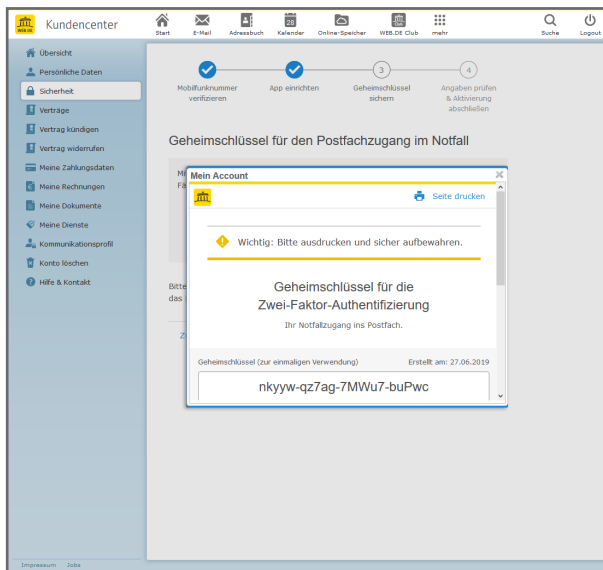 WEB.DE
Kundencenter
Start
E-Mail
Adressbuch
28
Kalender
Online-Speicher
Club
WEB.DE Club
mehr
Suche
Logout
Übersicht
Persönliche Daten
Sicherheit
Verträge
Vertrag kündigen
Vertrag widerrufen
Meine Zahlungsdaten
Meine Rechnungen
Meine Dokumente
Meine Dienste
Kommunikationsprofil
Konto löschen
Hilfe & Kontakt
3
4
Mobilfunknummer
verifizieren
App einrichten
Geheimschlüssel
sichern
Angaben prüfen
& Aktivierung
abschließen
Geheimschlüssel für den Postfachzugang im Notfall
Bitte
das
Mein Account
Seite drucken
Wichtig: Bitte ausdrucken und sicher aufbewahren.
Geheimschlüssel für die
Zwei-Faktor-Authentifizierung
Ihr Notfallzugang ins Postfach.
Geheimschlüssel (zur einmaligen Verwendung)
Erstellt am: 27.06.2019
nkyyw-qz7ag-7MWu7-buPwc
Impressum
Jobs